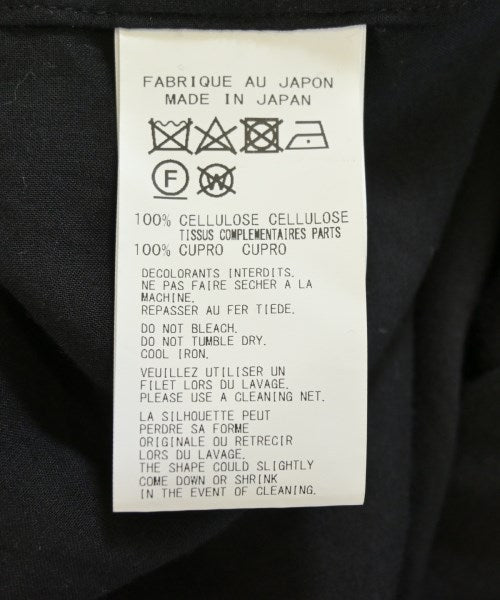 FABRIQUE AU JAPON
MADE IN JAPAN
F W
100% CELLULOSE CELLULOSE
TISSUS COMPLEMENTAIRES PARTS
100% CUPRO CUPRO
DECOLORANTS INTERDITS.
NE PAS FAIRE SECHER A LA
MACHINE.
REPASSER AU FER TIEDE.
DO NOT BLEACH.
DO NOT TUMBLE DRY.
COOL IRON.
VEUILLEZ UTILISER UN
FILET LORS DU LAVAGE.
PLEASE USE A CLEANING NET.
LA SILHOUETTE PEUT
PERDRE SA FORME
ORIGINALE OU RETRECIR
LORS DU LAVAGE.
THE SHAPE COULD SLIGHTLY
COME DOWN OR SHRINK
IN THE EVENT OF CLEANING.